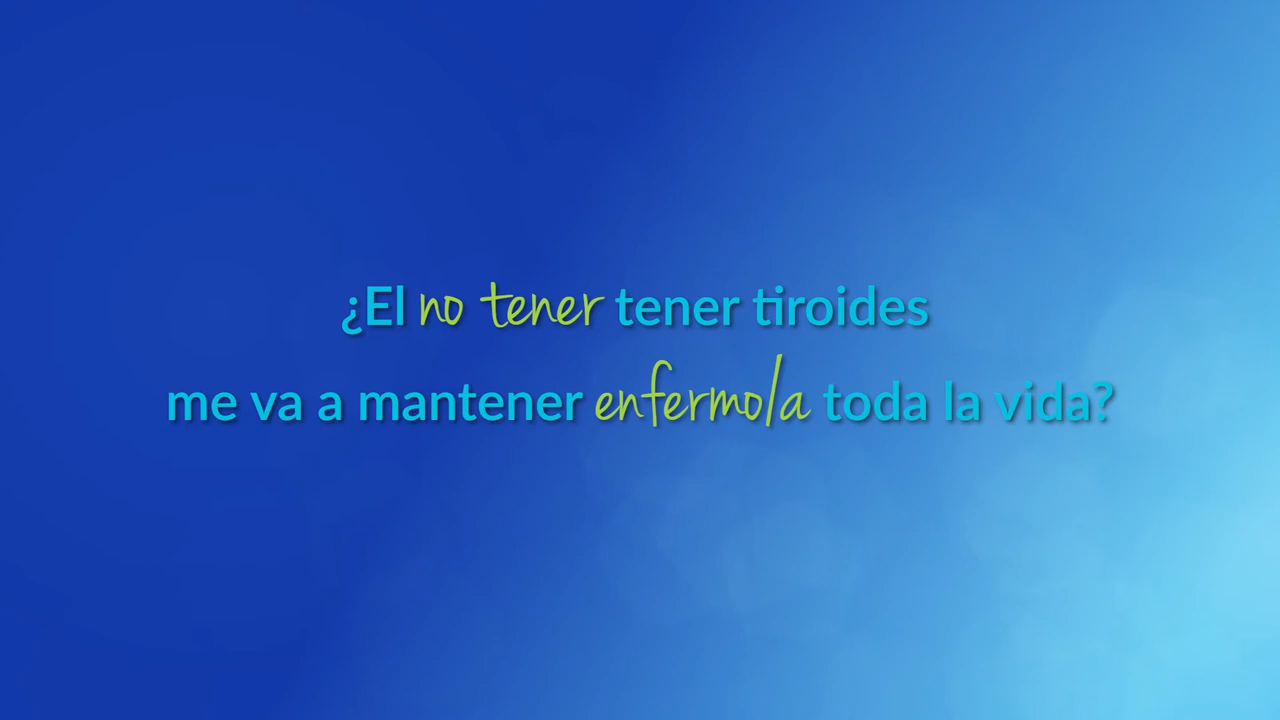 ¿El no tener tener tiroides
me va a mantener enfermo/a toda la vida?